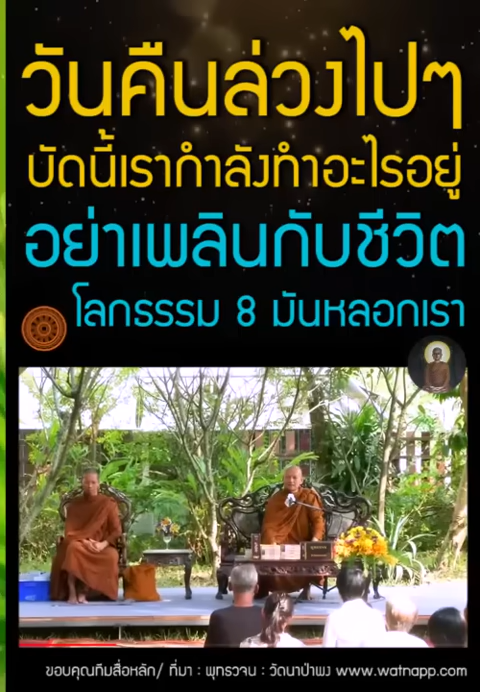 วันคืนล่วงไปๆ
บัดนี้เรากำลังทำอะไรอยู่
อย่าเพลินกับชีวิต
โลกธรรม 8 มันหลอกเรา
ขอบคุณทีมสื่อหลัก/ ที่มา : พุทธวจน : วัดนาป่าพง www.watnapp.com